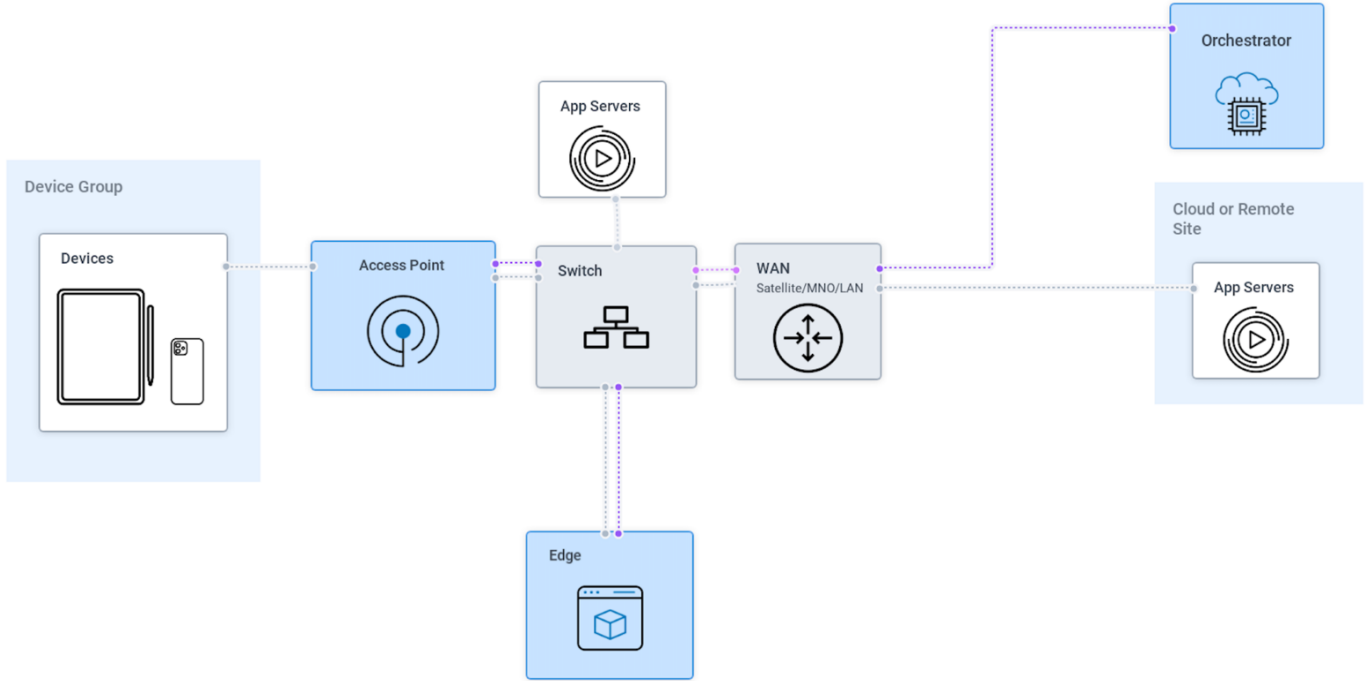 Orchestrator
App Servers
Device Group
Devices
Access Point
Switch
WAN
Satellite/MNO/LAN
Cloud or Remote
Site
App Servers
Edge